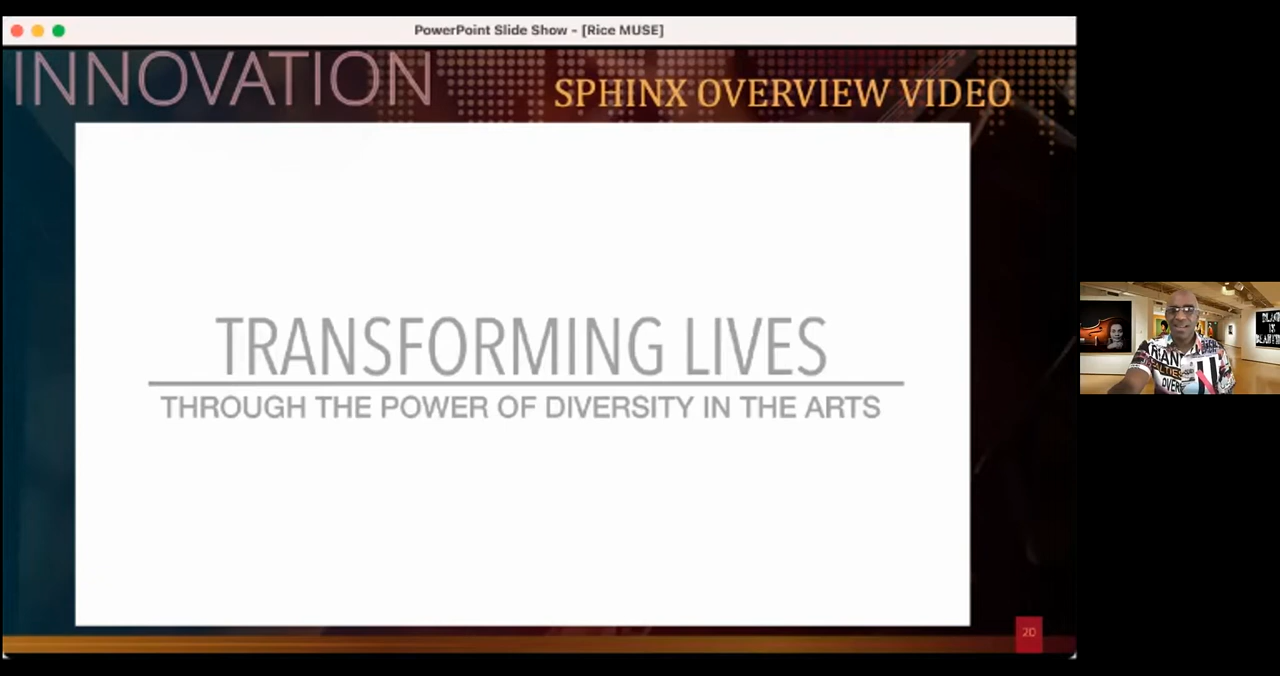 PowerPoint Slide Show - [Rice MUSE]
INNOVATION
SPHINX OVERVIEW VIDEO
TRANSFORMING LIVES
THROUGH THE POWER OF DIVERSITY IN THE ARTS
20
IS